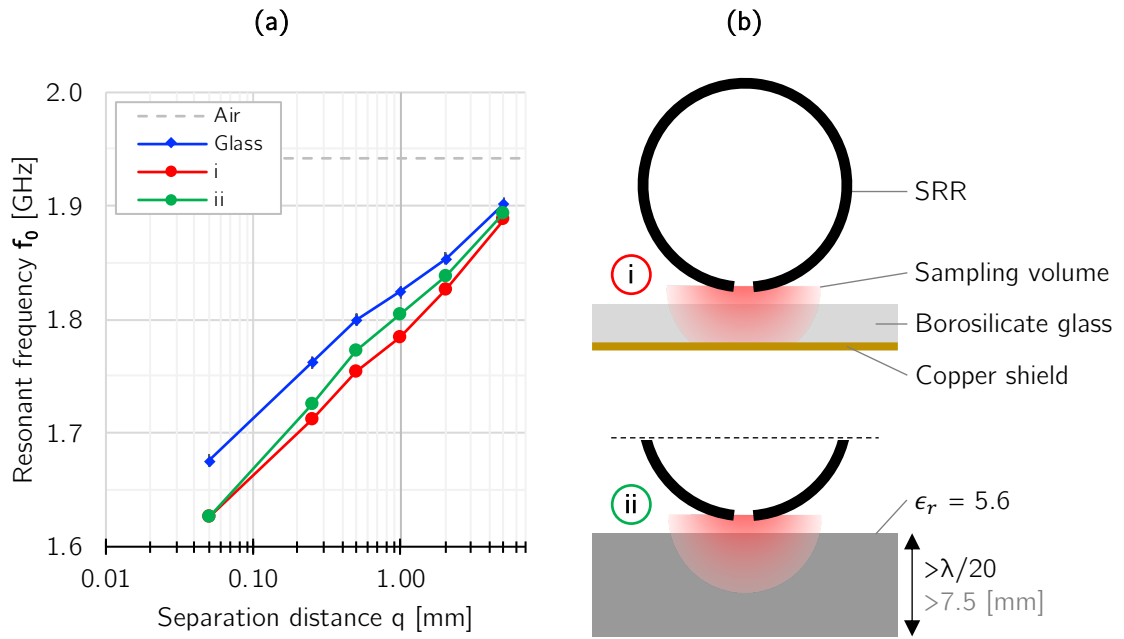 (a)
2.0
1.9
1.8
1.7
1.6
0.01
0.10
1.00
Resonant frequency f₀ [GHz]
Separation distance q [mm]
Air
Glass
i
ii
(b)
SRR
i
Sampling volume
Borosilicate glass
Copper shield
ii
ϵᵣ = 5.6
>λ/20
>7.5 [mm]